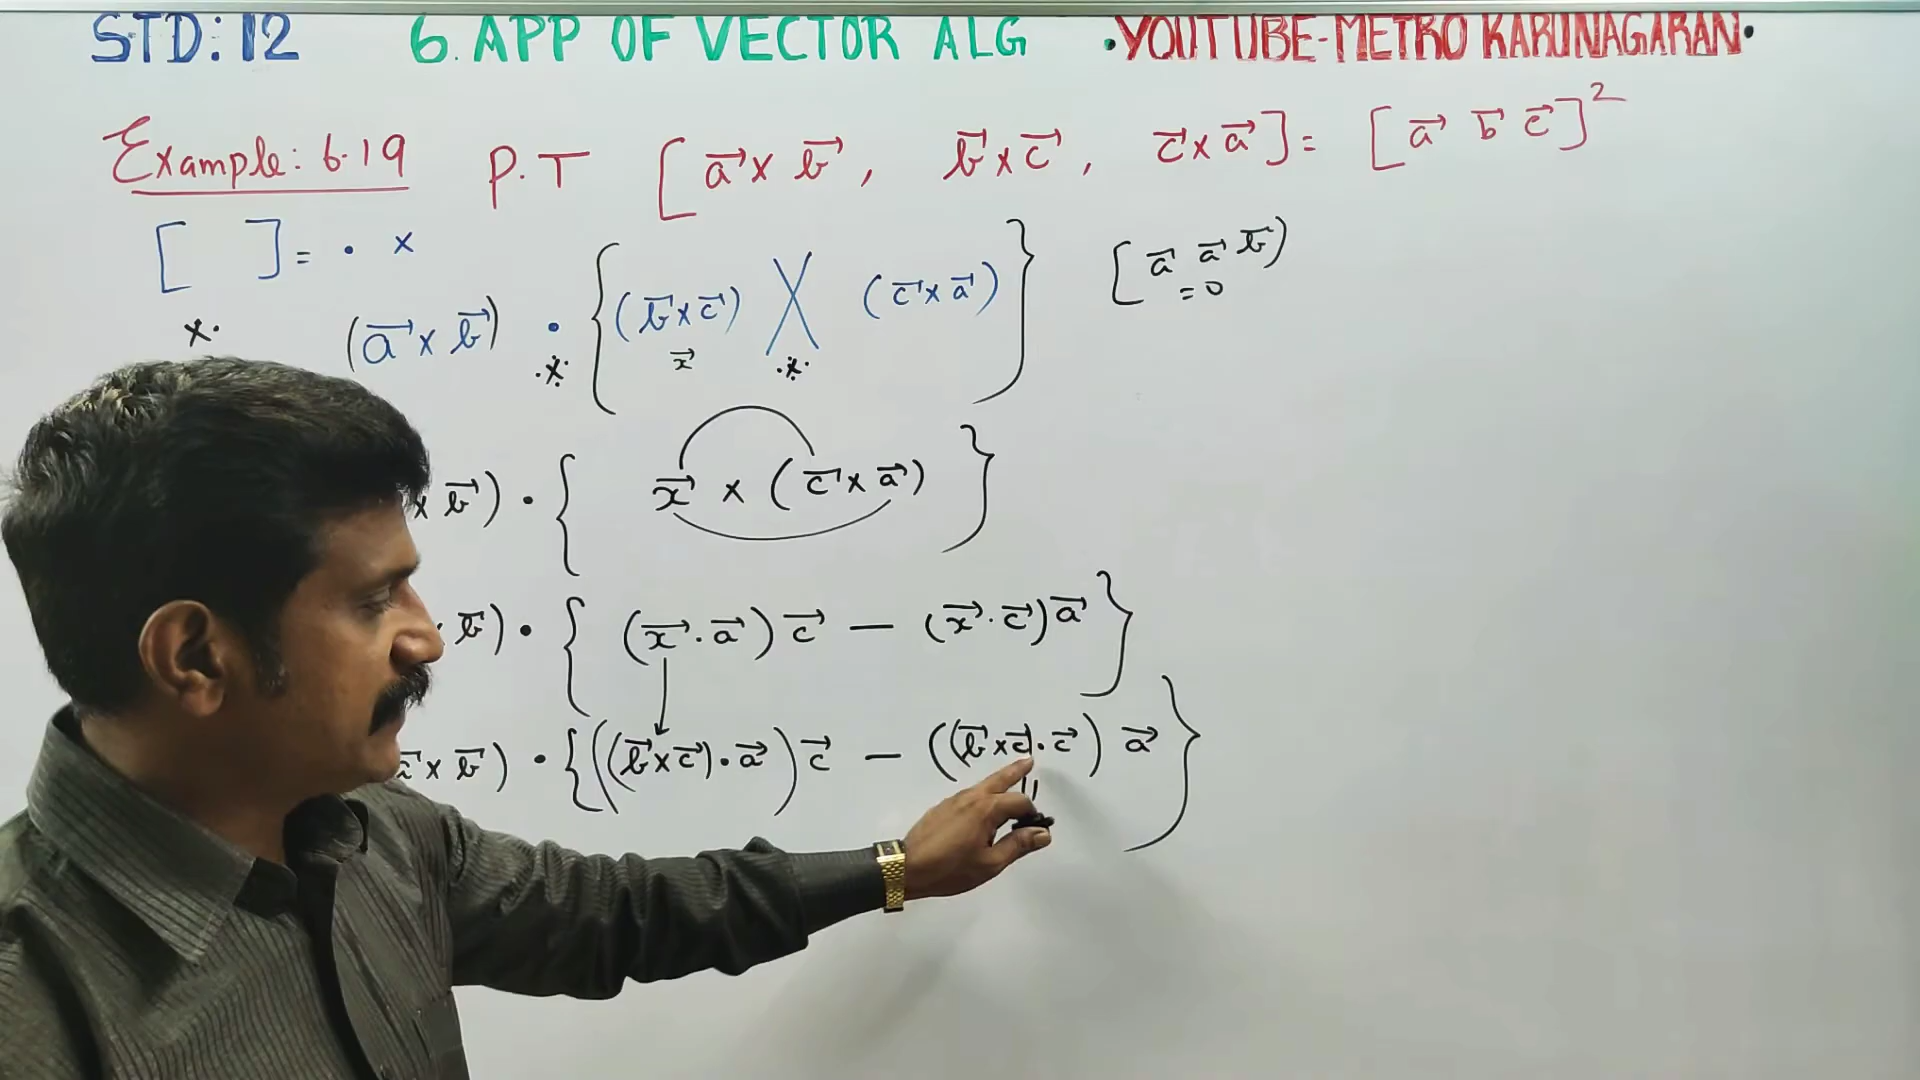 STD: 12 6. APP OF VECTOR ALG •YOUTUBE-METRO KARUNAGARAN•
Example: 6.19 P.T [a⃗ × b⃗, b⃗ × c⃗, c⃗ × a⃗] = [a⃗ b⃗ c⃗]²
[ ] = • × [a⃗ a⃗ b⃗)
= 0
(a⃗ × b⃗) • {(b⃗ × c⃗) × (c⃗ × a⃗)}
x⃗
× b⃗) • {x⃗ × (c⃗ × a⃗)}
b⃗) • {(x⃗ . a⃗) c⃗ — (x⃗ . c⃗) a⃗}
a⃗ × b⃗) • {((b⃗ × c⃗) • a⃗) c⃗ — ((b⃗ × c⃗) • c⃗) a⃗}